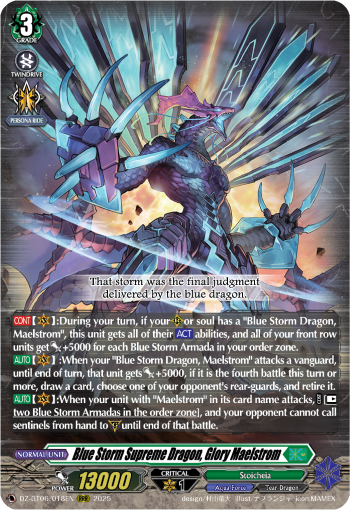 3
GRADE
TWINDRIVE
PERSONA RIDE
That storm was the final judgment
delivered by the blue dragon.
CONT【 】:During your turn, if your or soul has a "Blue Storm Dragon,
Maelstrom", this unit gets all of their ACT abilities, and all of your front row
units get +5000 for each Blue Storm Armada in your order zone.
AUTO【 】:When your "Blue Storm Dragon, Maelstrom" attacks a vanguard,
until end of turn, that unit gets +5000, if it is the fourth battle this turn or
more, draw a card, choose one of your opponent's rear-guards, and retire it.
AUTO【 】:When your unit with "Maelstrom" in its card name attacks, COST[
two Blue Storm Armadas in the order zone], and your opponent cannot call
sentinels from hand to until end of that battle.
NORMAL UNIT
Blue Storm Supreme Dragon, Glory Maelstrom
POWER 13000
CRITICAL
1
Stoicheia
Aqua Force
Tear Dragon
2025